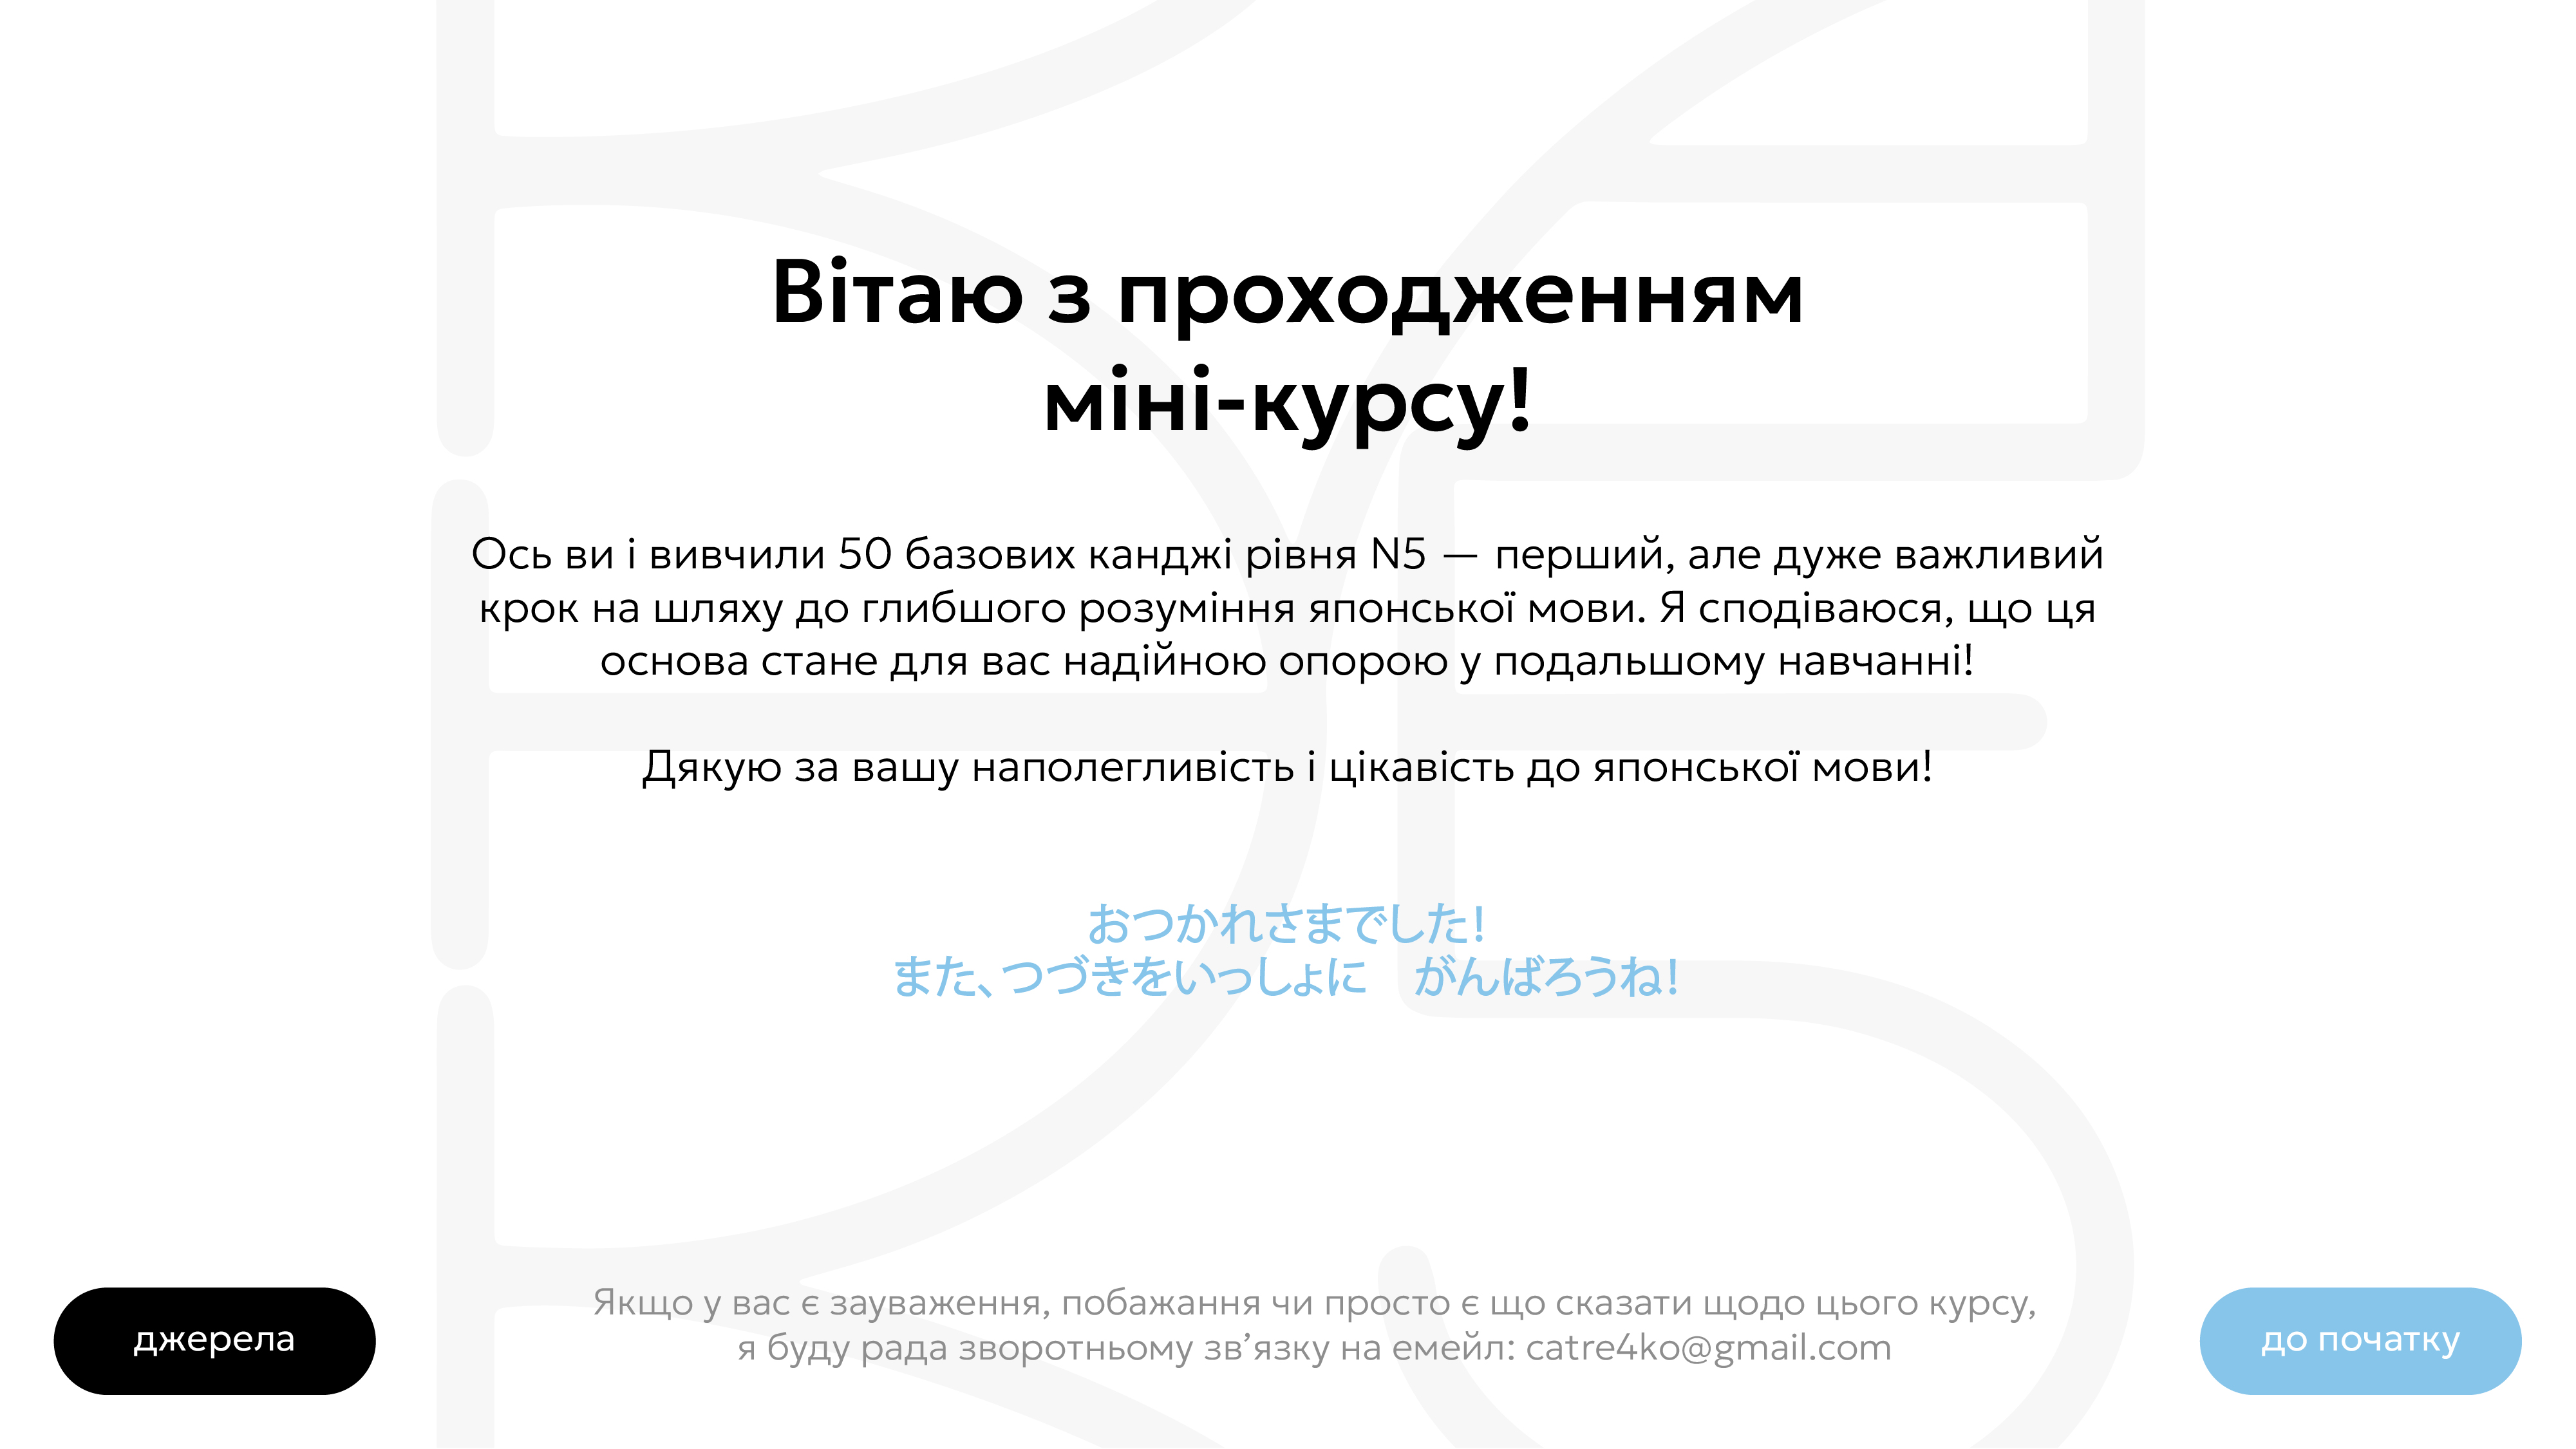 Вітаю з проходженням
міні-курсу!
Ось ви і вивчили 50 базових канджі рівня N5 — перший, але дуже важливий
крок на шляху до глибшого розуміння японської мови. Я сподіваюся, що ця
основа стане для вас надійною опорою у подальшому навчанні!
Дякую за вашу наполегливість і цікавість до японської мови!
おつかれさまでした!
また、つづきをいっしょに　がんばろうね!
Якщо у вас є зауваження, побажання чи просто є що сказати щодо цього курсу,
я буду рада зворотньому зв’язку на емейл: catre4ko@gmail.com
джерела
до початку